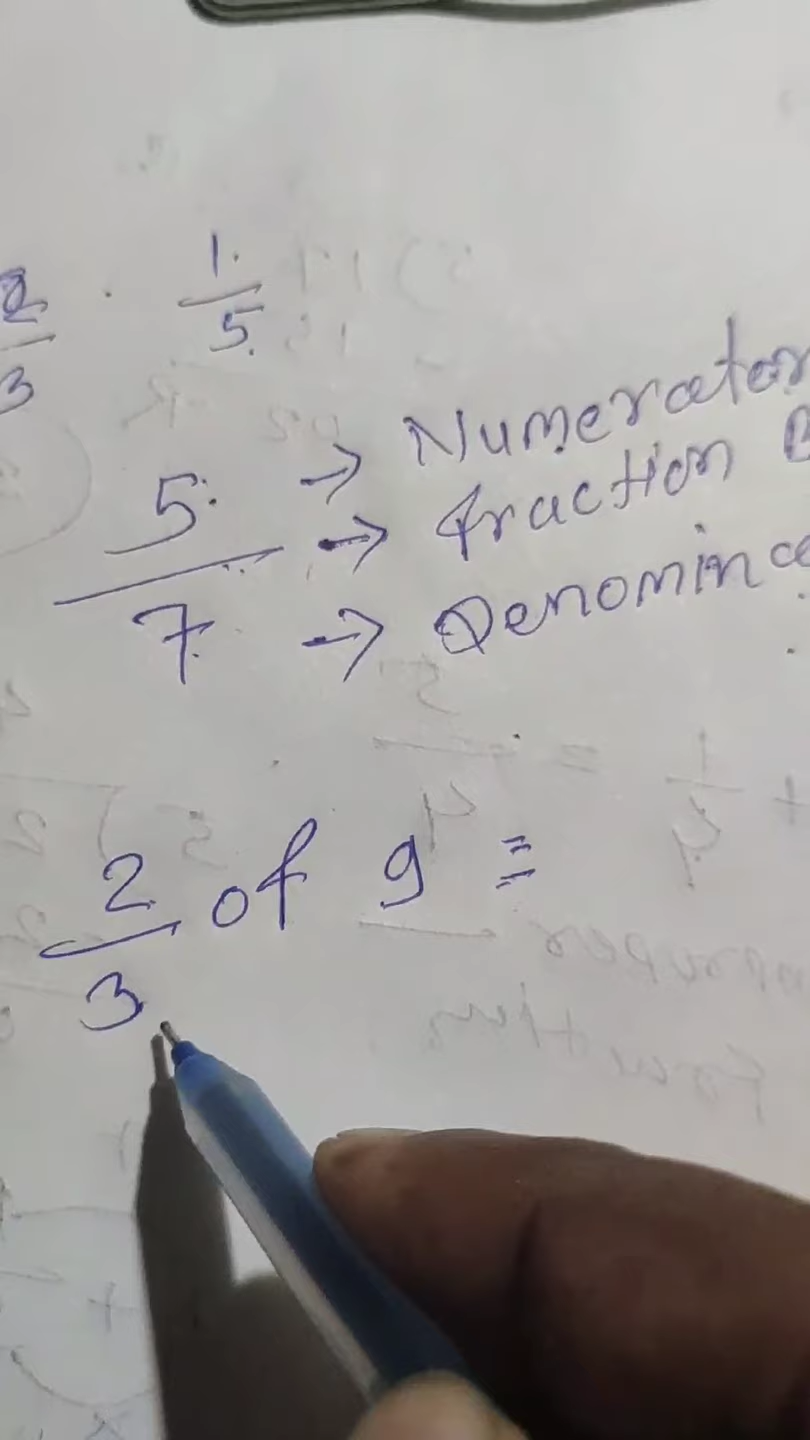 2/3 1/5
5/7
→ Numerator
→ fraction
→ Denomina
2/3 of 9 =